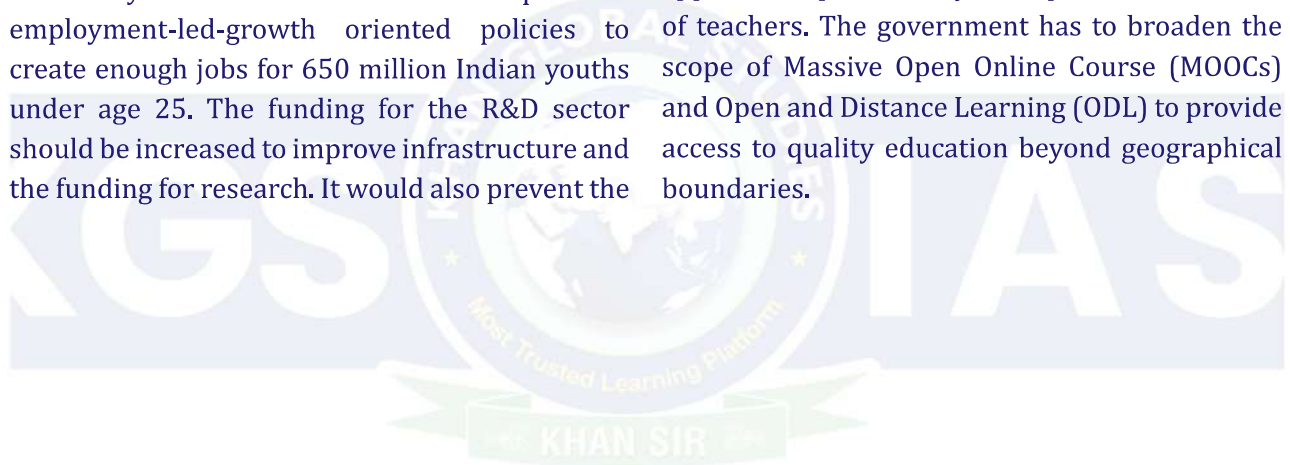 employment-led-growth oriented policies to
create enough jobs for 650 million Indian youths
under age 25. The funding for the R&D sector
should be increased to improve infrastructure and
the funding for research. It would also prevent the
of teachers. The government has to broaden the
scope of Massive Open Online Course (MOOCs)
and Open and Distance Learning (ODL) to provide
access to quality education beyond geographical
boundaries.
KHAN GLOBAL STUDIES
KGS IAS
Most Trusted Learning Platform
KHAN SIR